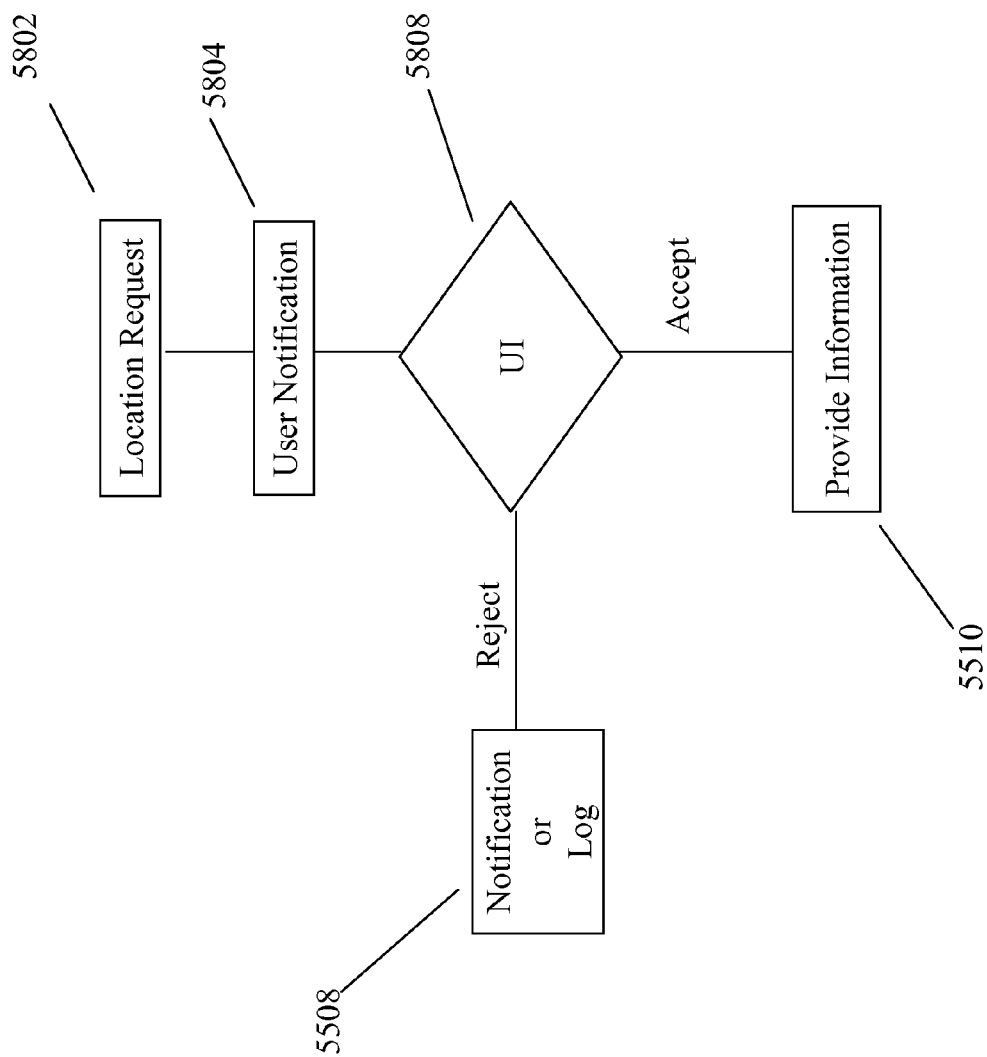 5802
Location Request
5804
User Notification
5808
UI
Reject
Accept
5508
Notification
or
Log
Provide Information
5510